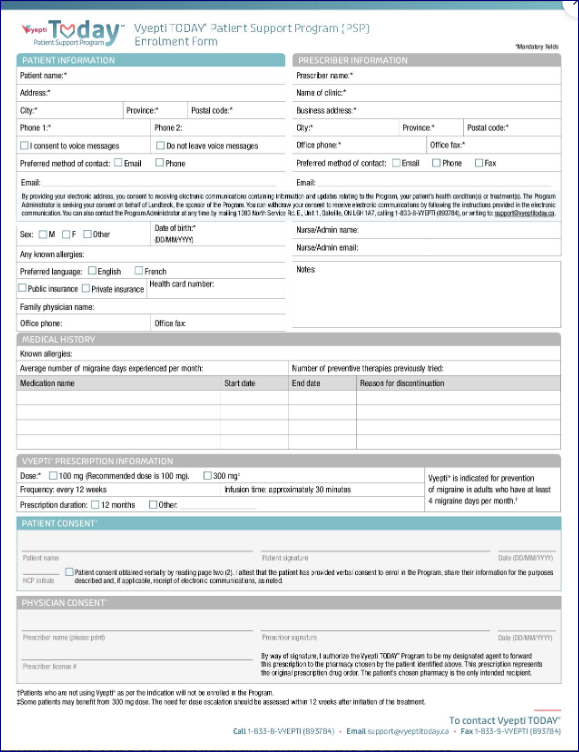 Vyepti Today™
Patient Support Program
Vyepti TODAY® Patient Support Program (PSP)
Enrolment Form
*Mandatory fields
PATIENT INFORMATION
Patient name:*
Address:*
City:* Province:* Postal code:*
Phone 1:* Phone 2:
I consent to voice messages Do not leave voice messages
Preferred method of contact: Email Phone
Email:
PRESCRIBER INFORMATION
Prescriber name:*
Name of clinic:*
Business address:*
City:* Province:* Postal code:*
Office phone:* Office fax:*
Preferred method of contact: Email Phone Fax
Email:
By providing your electronic address, you consent to receiving electronic communications containing information and updates relating to the Program, your patient's health condition(s) or treatment(s). The Program
Administrator is seeking your consent on behalf of Lundbeck, the sponsor of the Program. You can withdraw your consent to receive electronic communications by following the instructions provided in the electronic
communication. You can also contact the Program Administrator at any time by mailing 1393 North Service Rd. E., Unit 1, Oakville, ON L6H 1A7, calling 1-833-8-VYEPTI (893784), or writing to: support@vyeptitoday.ca.
Sex: M F Other Date of birth:*
(DD/MM/YYYY)
Any known allergies:
Preferred language: English French
Public insurance Private insurance Health card number:
Family physician name:
Office phone: Office fax:
Nurse/Admin name:
Nurse/Admin email:
Notes:
MEDICAL HISTORY
Known allergies:
Average number of migraine days experienced per month: Number of preventive therapies previously tried:
Medication name Start date End date Reason for discontinuation
VYEPTI® PRESCRIPTION INFORMATION
Dose:* 100 mg (Recommended dose is 100 mg). 300 mg‡
Frequency: every 12 weeks Infusion time: approximately 30 minutes
Prescription duration: 12 months Other:
Vyepti® is indicated for prevention
of migraine in adults who have at least
4 migraine days per month.†
PATIENT CONSENT*
Patient name Patient signature Date (DD/MM/YYYY)
HCP initials
Patient consent obtained verbally by reading page two (2). I attest that the patient has provided verbal consent to enrol in the Program, share their information for the purposes
described and, if applicable, receipt of electronic communications, as noted.
PHYSICIAN CONSENT*
Prescriber name (please print) Prescriber signature Date (DD/MM/YYYY)
Prescriber license #
By way of signature, I authorize the Vyepti TODAY® Program to be my designated agent to forward
this prescription to the pharmacy chosen by the patient identified above. This prescription represents
the original prescription drug order. The patient's chosen pharmacy is the only intended recipient.
†Patients who are not using Vyepti® as per the indication will not be enrolled in the Program.
‡Some patients may benefit from 300 mg dose. The need for dose escalation should be assessed within 12 weeks after initiation of the treatment.
To contact Vyepti TODAY®
Call 1-833-8-VYEPTI (893784) • Email support@vyeptitoday.ca • Fax 1-833-9-VYEPTI (893784)